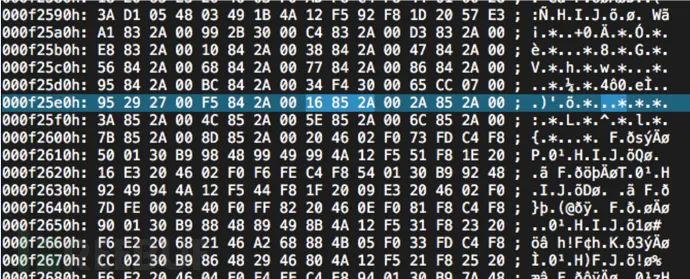 000f2590h: 3A D1 05 48 03 49 1B 4A 12 F5 92 F8 1D 20 57 E3 ; :Ñ.H.I.J.õ.ø. Wã
000f25a0h: A1 83 2A 00 99 2B 30 00 C4 83 2A 00 D3 83 2A 00 ; ¡.*..+0.Ä.*.Ó.*.
000f25b0h: E8 83 2A 00 10 84 2A 00 38 84 2A 00 47 84 2A 00 ; è.*...*.8.*.G.*.
000f25c0h: 56 84 2A 00 68 84 2A 00 77 84 2A 00 86 84 2A 00 ; V.*.h.*.w.*...*.
000f25d0h: 95 84 2A 00 BC 84 2A 00 34 F4 30 00 65 CC 07 00 ; ..*.¼.*.4ô0.eÌ..
000f25e0h: 95 29 27 00 F5 84 2A 00 16 85 2A 00 2A 85 2A 00 ; .)'.õ.*...*.*.*.
000f25f0h: 3A 85 2A 00 4C 85 2A 00 5E 85 2A 00 6C 85 2A 00 ; :.*.L.*.^.*.l.*.
000f2600h: 7B 85 2A 00 8D 85 2A 00 20 46 02 F0 73 FD C4 F8 ; {.*...*. F.ðsýÄø
000f2610h: 50 01 30 B9 98 48 99 49 99 4A 12 F5 51 F8 1E 20 ; P.0¹.H.I.J.õQø.
000f2620h: 16 E3 20 46 02 F0 F6 FE C4 F8 54 01 30 B9 92 48 ; .ã F.ðöþÄøT.0¹.H
000f2630h: 92 49 94 4A 12 F5 44 F8 1F 20 09 E3 20 46 02 F0 ; .I.J.õDø. .ã F.ð
000f2640h: 7D FE 00 28 40 F0 FF 82 20 46 0E F0 81 F8 C4 F8 ; }þ.(@ðÿ. F.ð.øÄø
000f2650h: 90 01 30 B9 88 48 89 49 8B 4A 12 F5 31 F8 23 20 ; ..0¹.H.I.J.õ1ø#
000f2660h: F6 E2 20 68 21 46 A2 68 88 4B 05 F0 33 FD C4 F8 ; öâ h!F¢h.K.ð3ýÄø
000f2670h: CC 02 30 B9 86 48 29 46 80 4A 12 F5 21 F8 25 20 ; Ì.0¹.H)F.J.õ!ø%